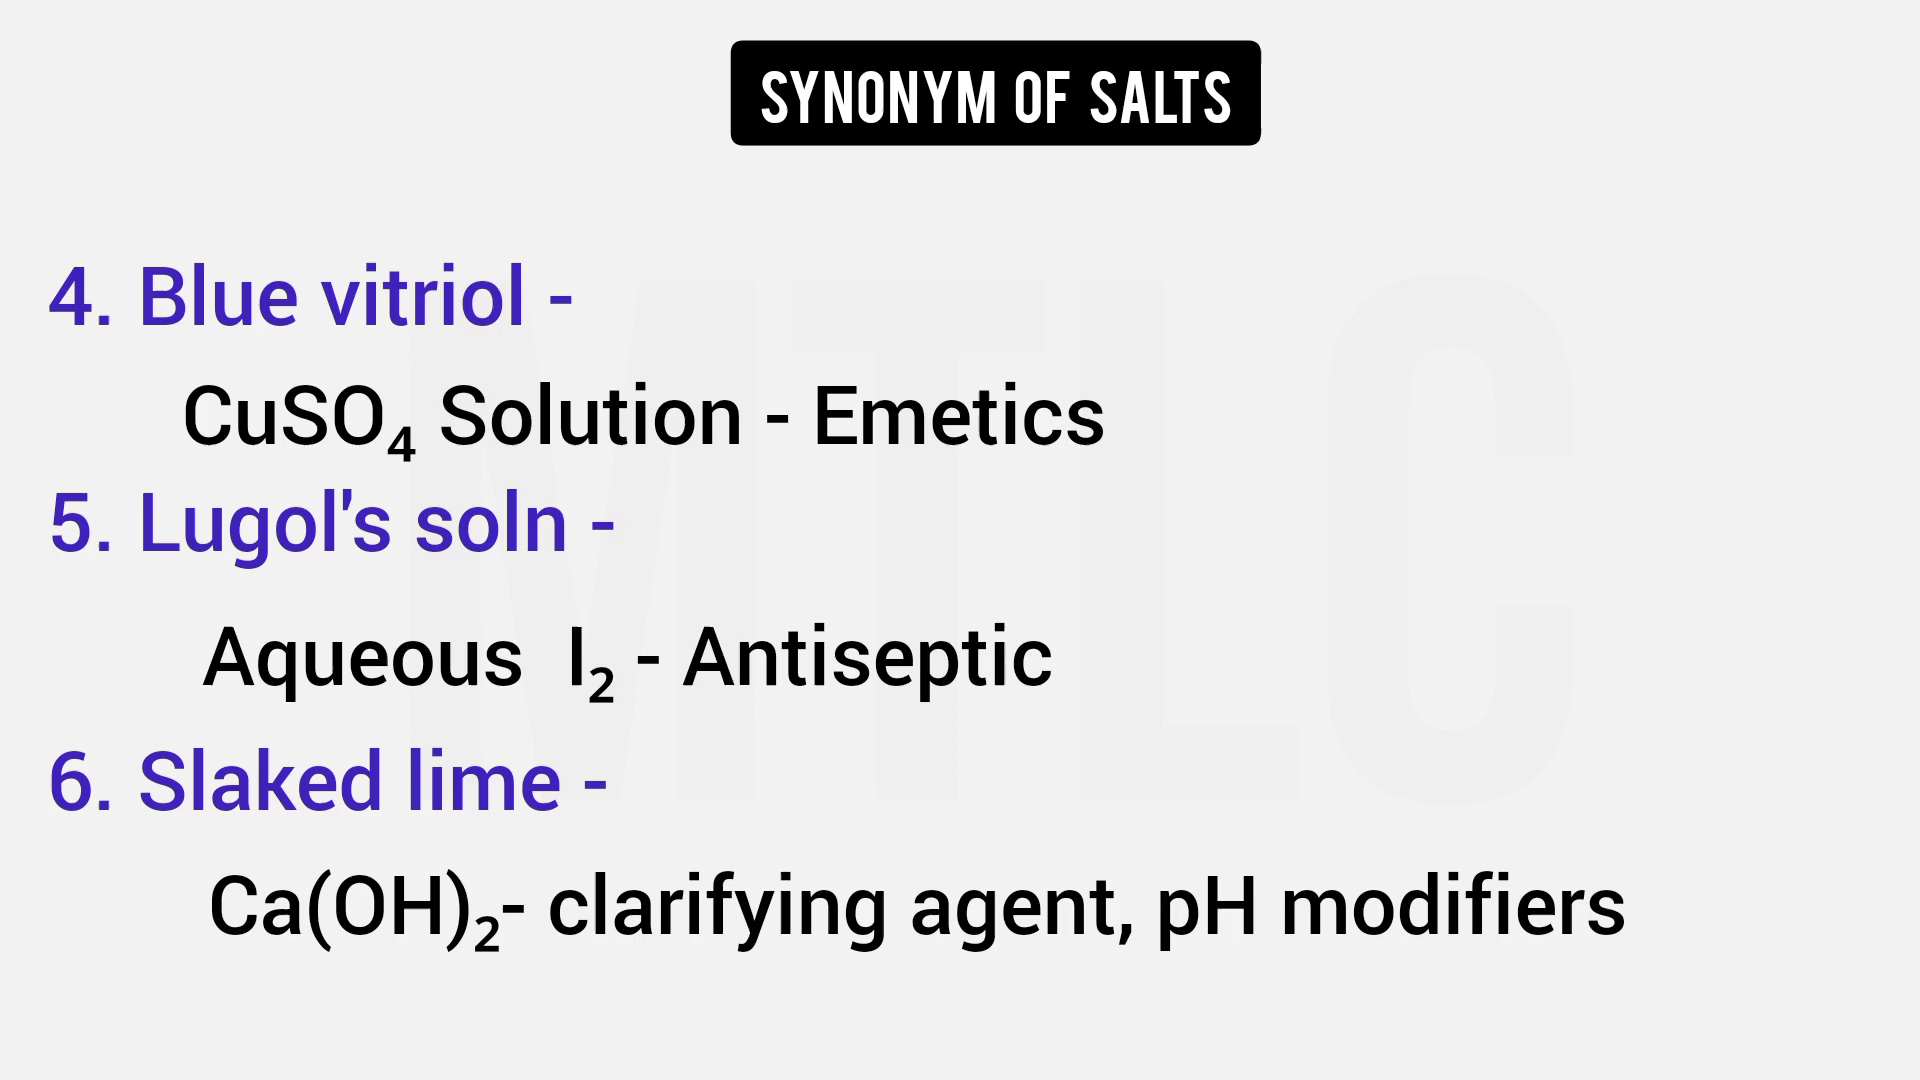 SYNONYM OF SALTS
4. Blue vitriol -
CuSO₄ Solution - Emetics
5. Lugol's soln -
Aqueous I₂ - Antiseptic
6. Slaked lime -
Ca(OH)₂- clarifying agent, pH modifiers
MTLC